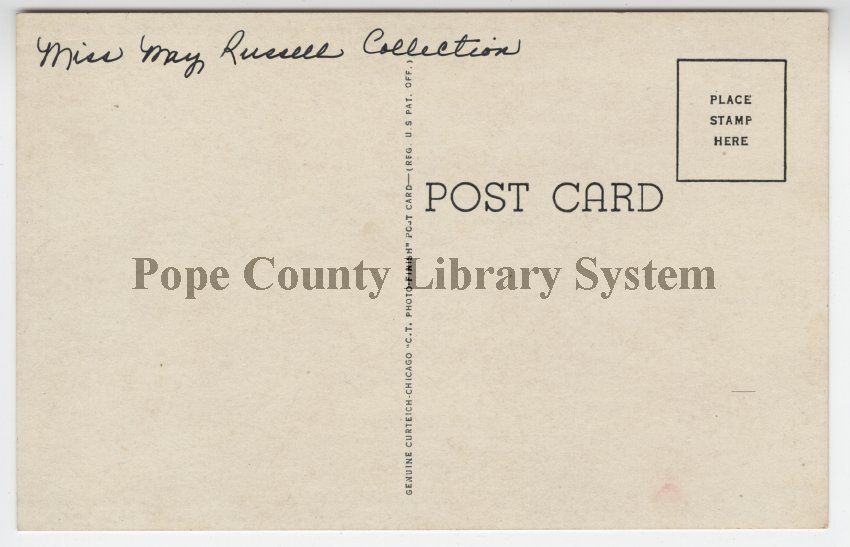 Miss May Russell Collection
PLACE
STAMP
HERE
POST CARD
Pope County Library System
GENUINE CURTEICH-CHICAGO "C.T. PHOTO-FINISH" POST CARD—(REG. U.S. PAT. OFF.)